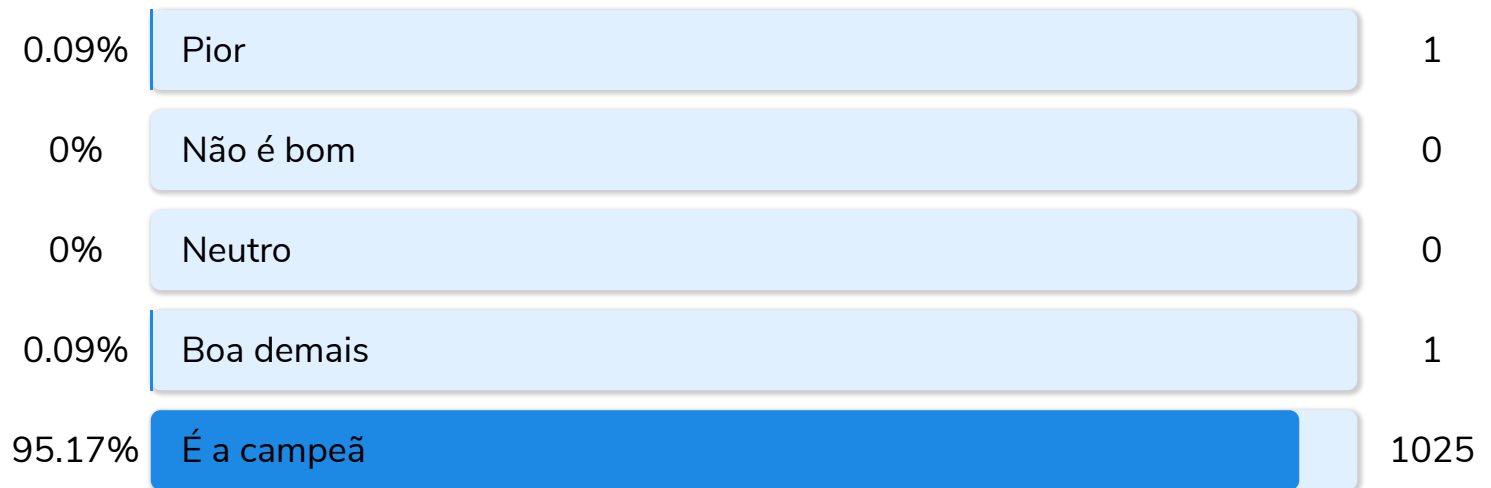 0.09% Pior 1
0% Não é bom 0
0% Neutro 0
0.09% Boa demais 1
95.17% É a campeã 1025